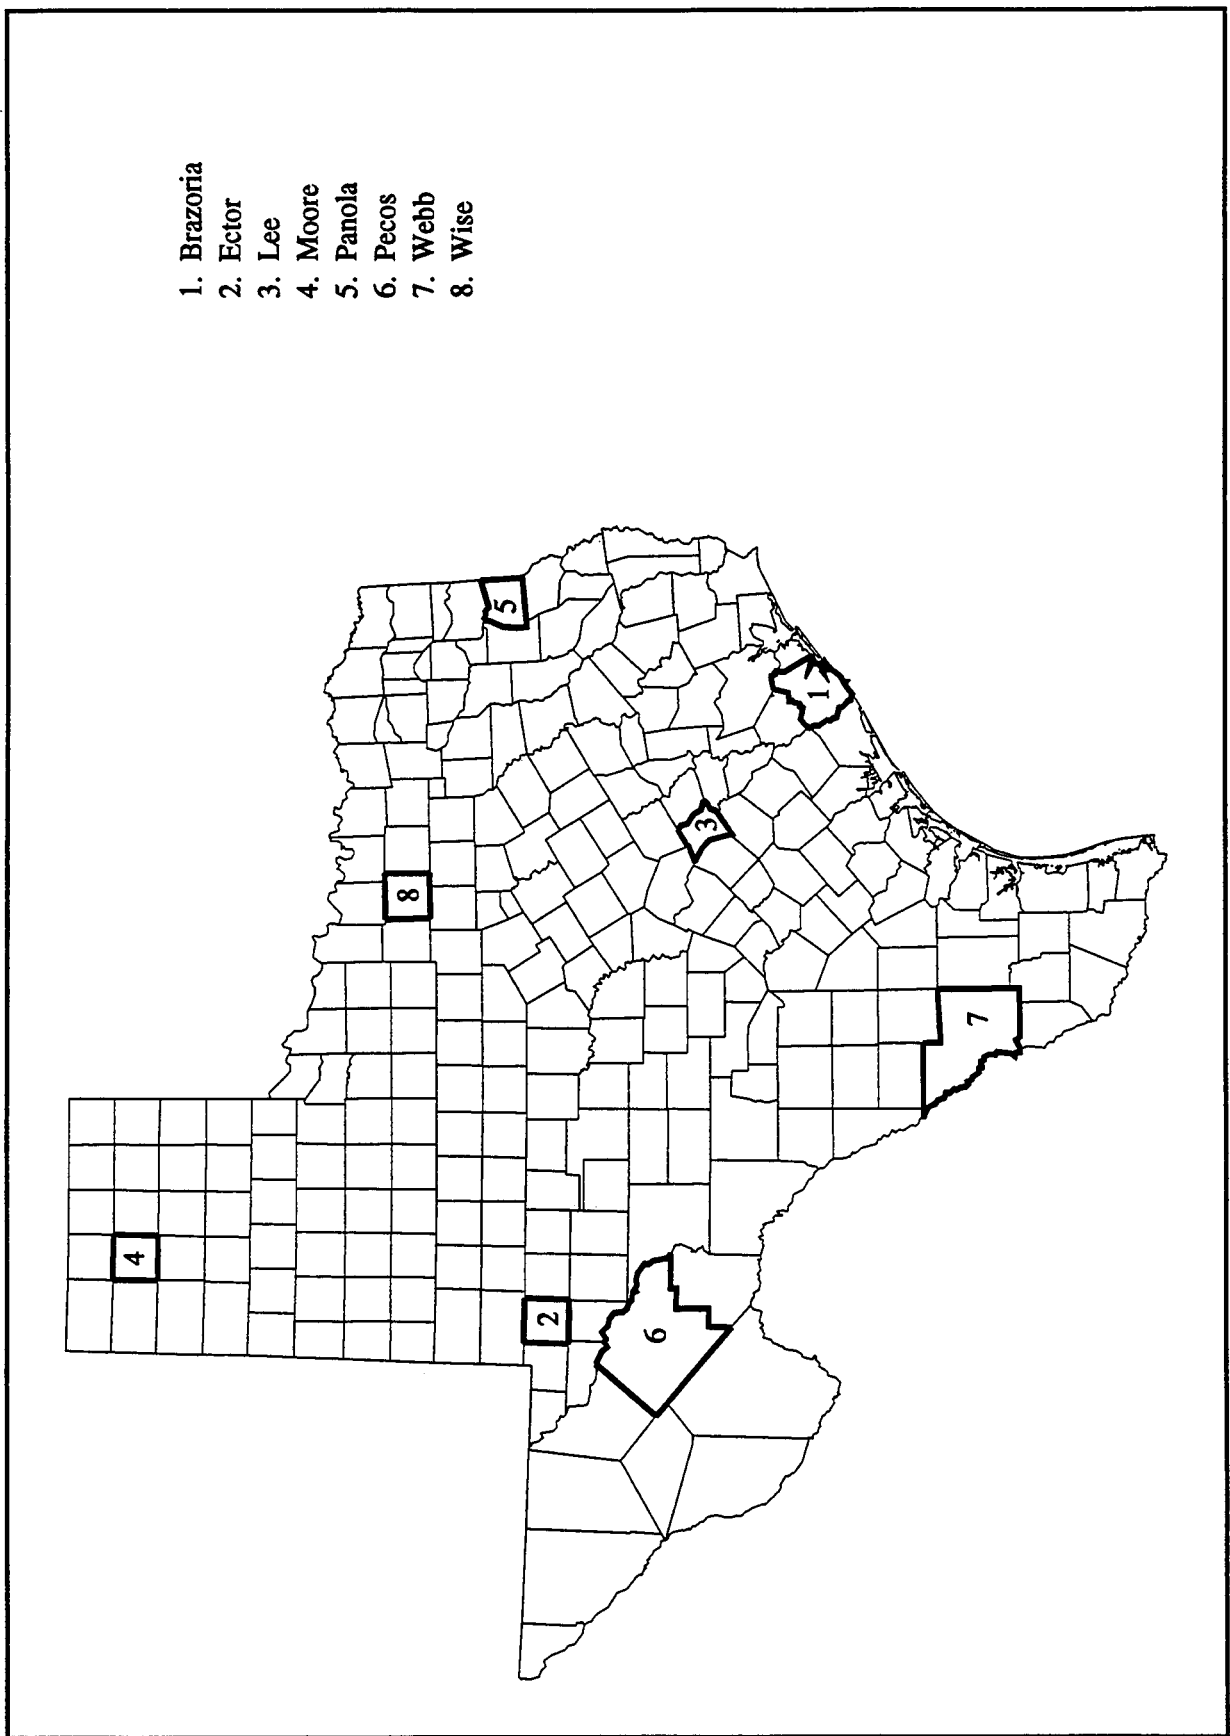 1. Brazoria
2. Ector
3. Lee
4. Moore
5. Panola
6. Pecos
7. Webb
8. Wise
4
8
5
2
6
3
1
7